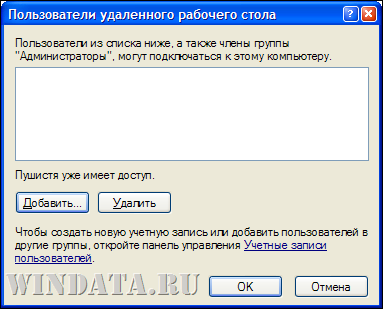 Пользователи удаленного рабочего стола
Пользователи из списка ниже, а также члены группы
"Администраторы", могут подключаться к этому компьютеру.
Пушистя уже имеет доступ.
Добавить... Удалить
Чтобы создать новую учетную запись или добавить пользователей в
другие группы, откройте панель управления Учетные записи
пользователей.
WINDATA.RU OK Отмена